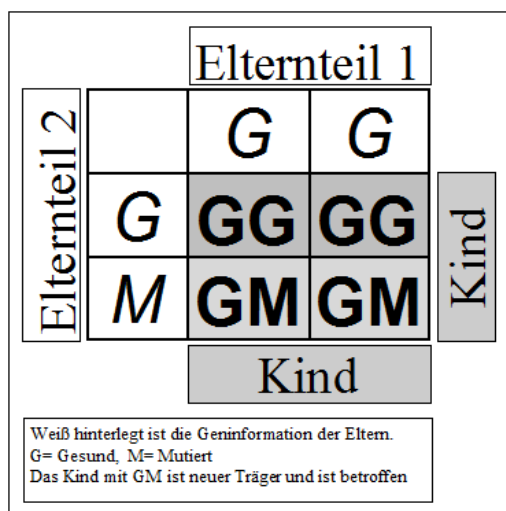 Elternteil 1
Elternteil 2
G G
G GG GG
M GM GM
Kind
Kind
Weiß hinterlegt ist die Geninformation der Eltern.
G= Gesund, M= Mutiert
Das Kind mit GM ist neuer Träger und ist betroffen